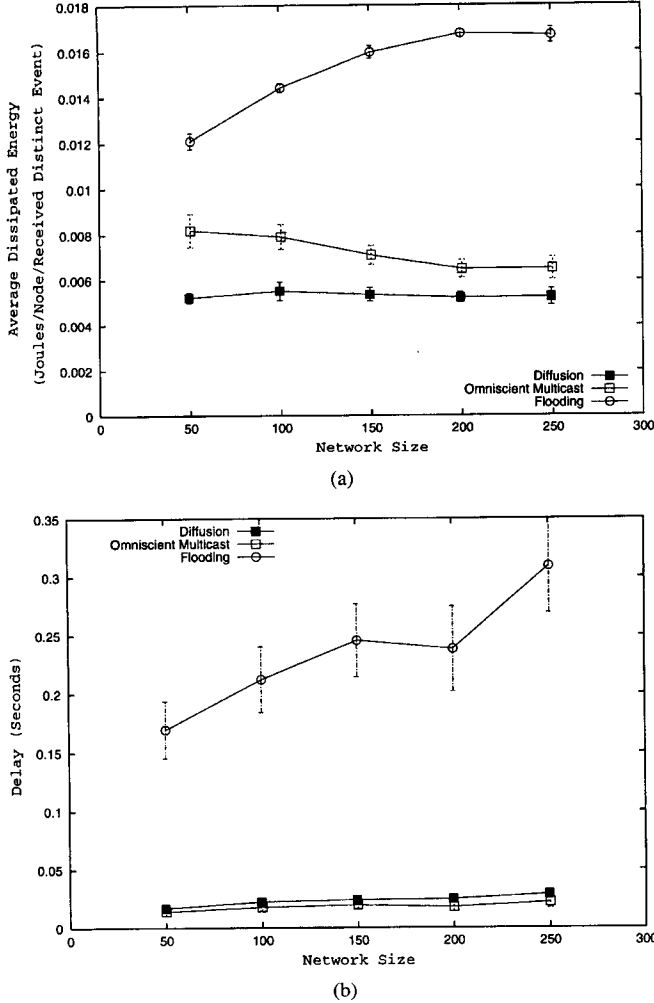 0.018
0.016
0.014
0.012
0.01
0.008
0.006
0.004
0.002
0
Average Dissipated Energy
(Joules/Node/Received Distinct Event)
Diffusion
Omniscient Multicast
Flooding
0 50 100 150 200 250 300
Network Size
(a)
0.35
0.3
0.25
0.2
0.15
0.1
0.05
0
Delay (Seconds)
Diffusion
Omniscient Multicast
Flooding
0 50 100 150 200 250 300
Network Size
(b)